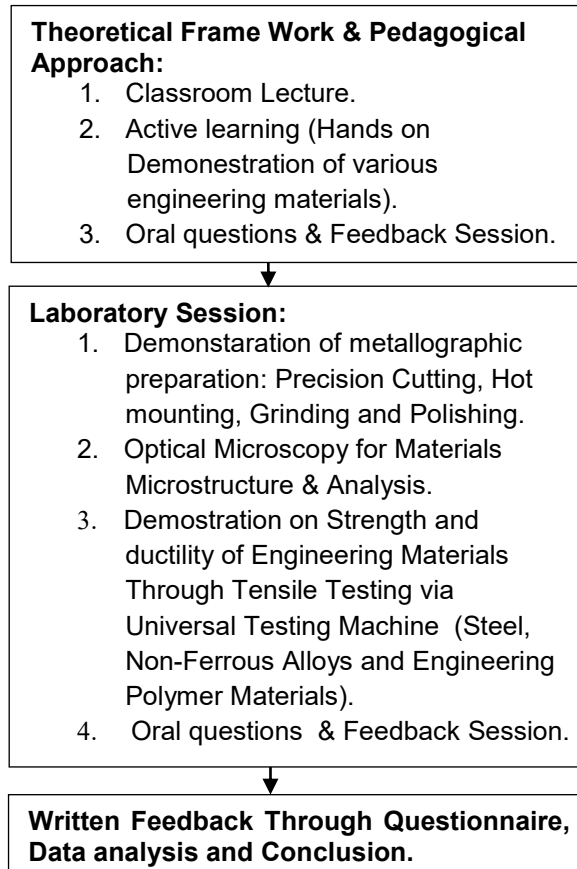 Theoretical Frame Work & Pedagogical
Approach:
1. Classroom Lecture.
2. Active learning (Hands on
Demonestration of various
engineering materials).
3. Oral questions & Feedback Session.
Laboratory Session:
1. Demonstaration of metallographic
preparation: Precision Cutting, Hot
mounting, Grinding and Polishing.
2. Optical Microscopy for Materials
Microstructure & Analysis.
3. Demostration on Strength and
ductility of Engineering Materials
Through Tensile Testing via
Universal Testing Machine (Steel,
Non-Ferrous Alloys and Engineering
Polymer Materials).
4. Oral questions & Feedback Session.
Written Feedback Through Questionnaire,
Data analysis and Conclusion.